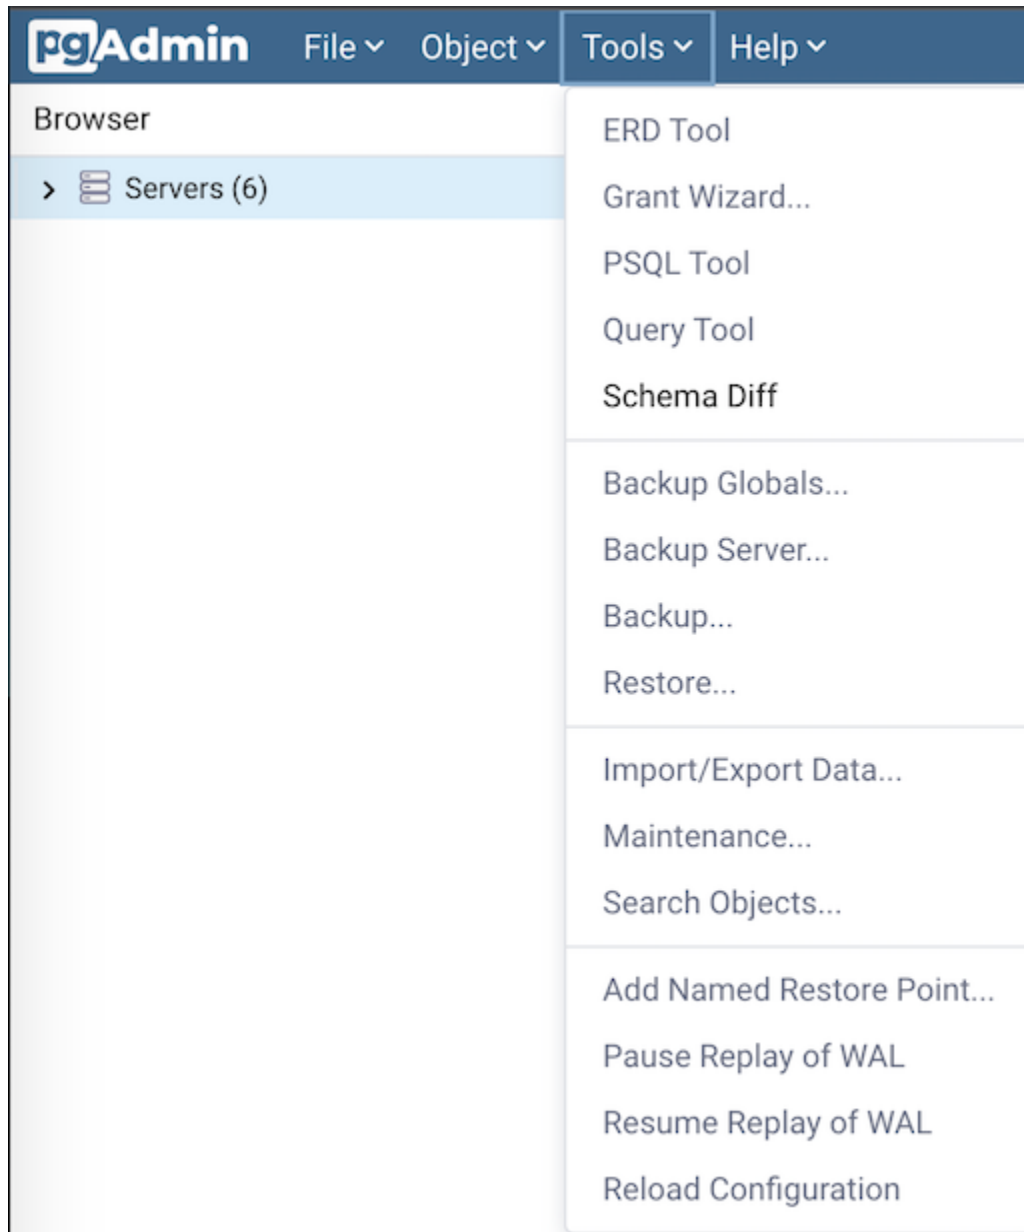 pgAdmin File Object Tools Help
Browser
Servers (6)
ERD Tool
Grant Wizard...
PSQL Tool
Query Tool
Schema Diff
Backup Globals...
Backup Server...
Backup...
Restore...
Import/Export Data...
Maintenance...
Search Objects...
Add Named Restore Point...
Pause Replay of WAL
Resume Replay of WAL
Reload Configuration